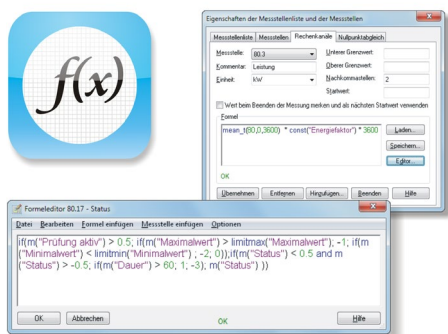 f(x)
Eigenschaften der Messstellenliste und der Messstellen
Messstellenliste Messstellen Rechenkanäle Nullpunktabgleich
Messstelle: 80.3 Unterer Grenzwert:
Kommentar: Leistung Oberer Grenzwert:
Einheit: kW Nachkommastellen: 2
Startwert:
Wert beim Beenden der Messung merken und als nächsten Startwert verwenden
Formel
mean_t(80,0,3600) * const("Energiefaktor") * 3600
Laden...
Speichern...
Editor...
OK
Übernehmen Entfernen Hinzufügen... Beenden Hilfe
Formeleditor 80.17 - Status
Datei Bearbeiten Formel einfügen Messstelle einfügen Optionen
if(m("Prüfung aktiv") > 0.5; if(m("Maximalwert") > limitmax("Maximalwert"); -1; if(m
("Minimalwert") < limitmin("Minimalwert") ; -2; 0));if(m("Status") < 0.5 and m
("Status") > -0.5; if(m("Dauer") > 60; 1; -3); m("Status") ))
OK Abbrechen OK Hilfe